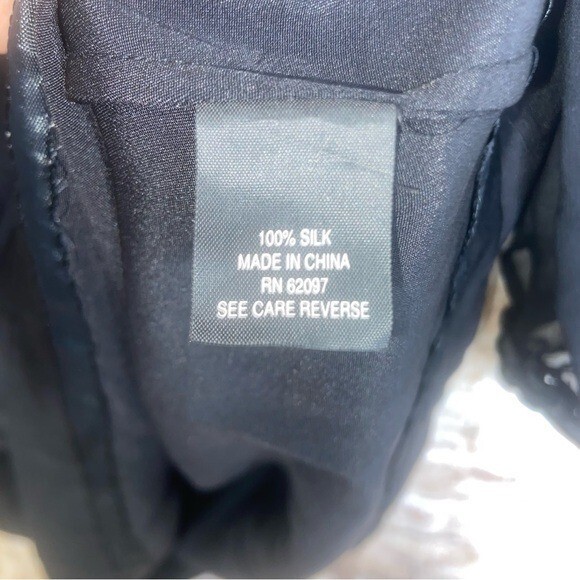 100% SILK
MADE IN CHINA
RN 62097
SEE CARE REVERSE